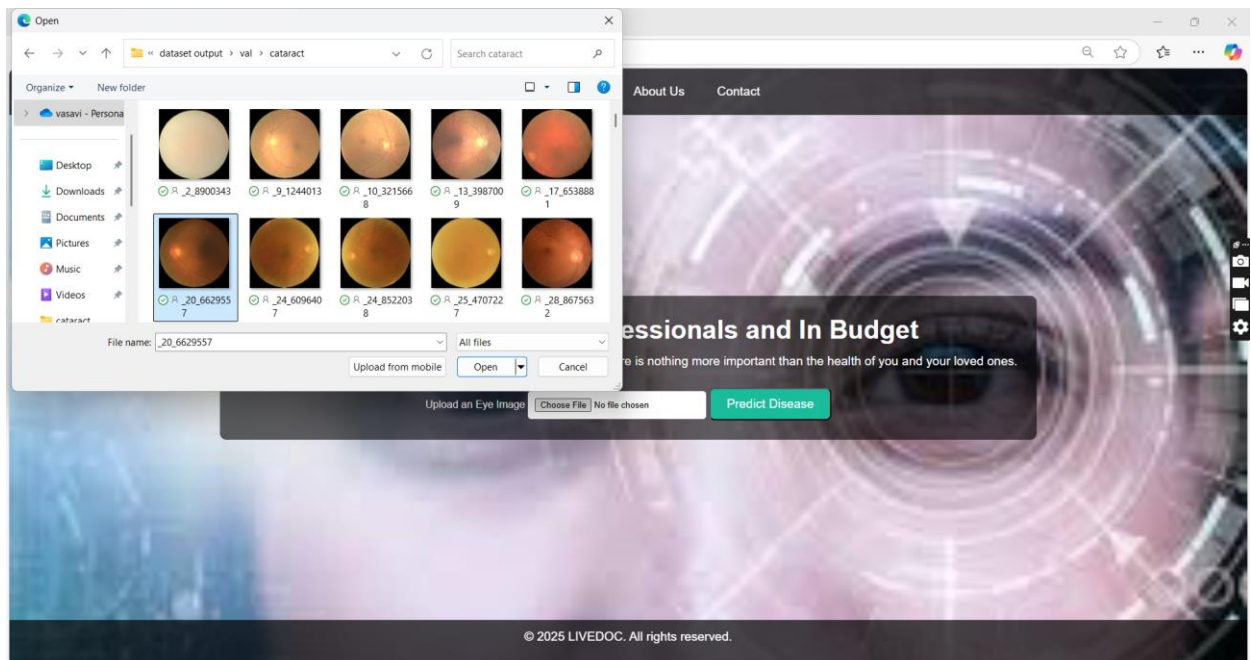 Open
dataset output › val › cataract
Search cataract
Organize
New folder
About Us
Contact
vasavi - Persona
Desktop
Downloads
Documents
Pictures
Music
Videos
cataract
_2_8900343
_9_1244013
_10_321566
8
_13_398700
9
_17_653888
1
_20_662955
7
_24_609640
7
_24_852203
8
_25_470722
7
_28_867563
2
File name:
_20_6629557
All files
Upload from mobile
Open
Cancel
essionals and In Budget
re is nothing more important than the health of you and your loved ones.
Upload an Eye Image
Choose File
No file chosen
Predict Disease
© 2025 LIVEDOC. All rights reserved.